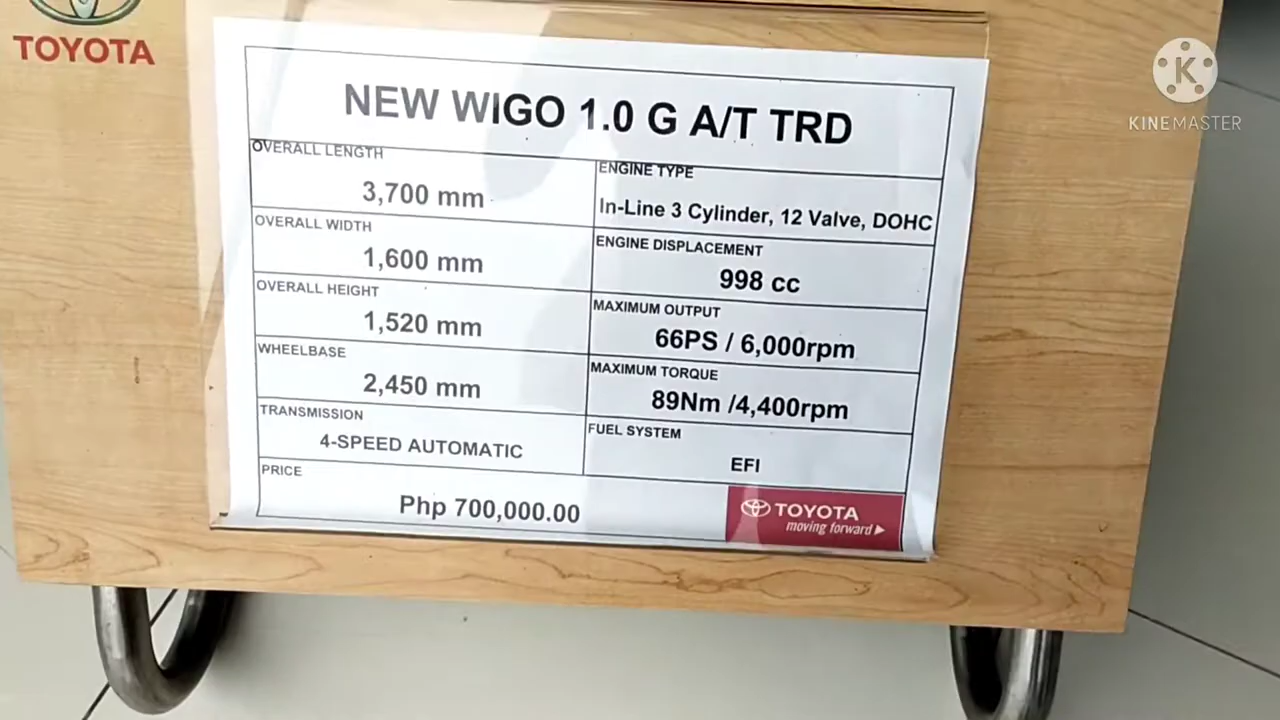 TOYOTA
KINEMASTER
NEW WIGO 1.0 G A/T TRD
OVERALL LENGTH
3,700 mm
OVERALL WIDTH
1,600 mm
OVERALL HEIGHT
1,520 mm
WHEELBASE
2,450 mm
TRANSMISSION
4-SPEED AUTOMATIC
PRICE
Php 700,000.00
ENGINE TYPE
In-Line 3 Cylinder, 12 Valve, DOHC
ENGINE DISPLACEMENT
998 cc
MAXIMUM OUTPUT
66PS / 6,000rpm
MAXIMUM TORQUE
89Nm /4,400rpm
FUEL SYSTEM
EFI
TOYOTA
moving forward